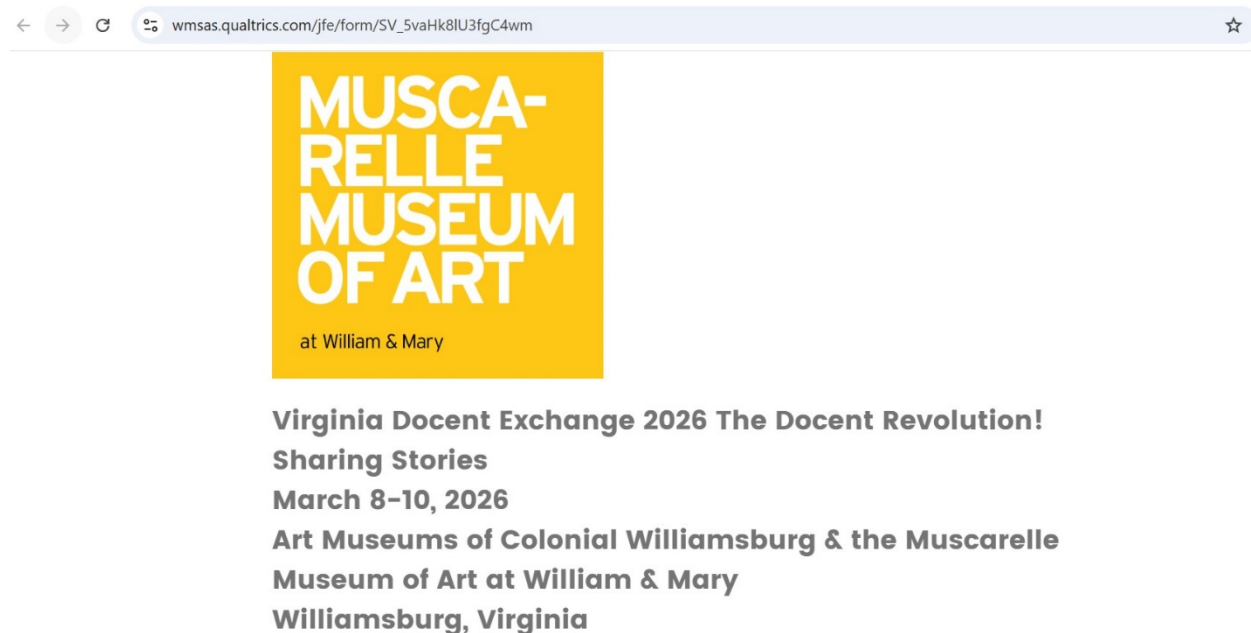 wmsas.qualtrics.com/jfe/form/SV_5vaHk8lU3fgC4wm
MUSCA-
RELLE
MUSEUM
OF ART
at William & Mary
Virginia Docent Exchange 2026 The Docent Revolution!
Sharing Stories
March 8-10, 2026
Art Museums of Colonial Williamsburg & the Muscarelle
Museum of Art at William & Mary
Williamsburg, Virginia